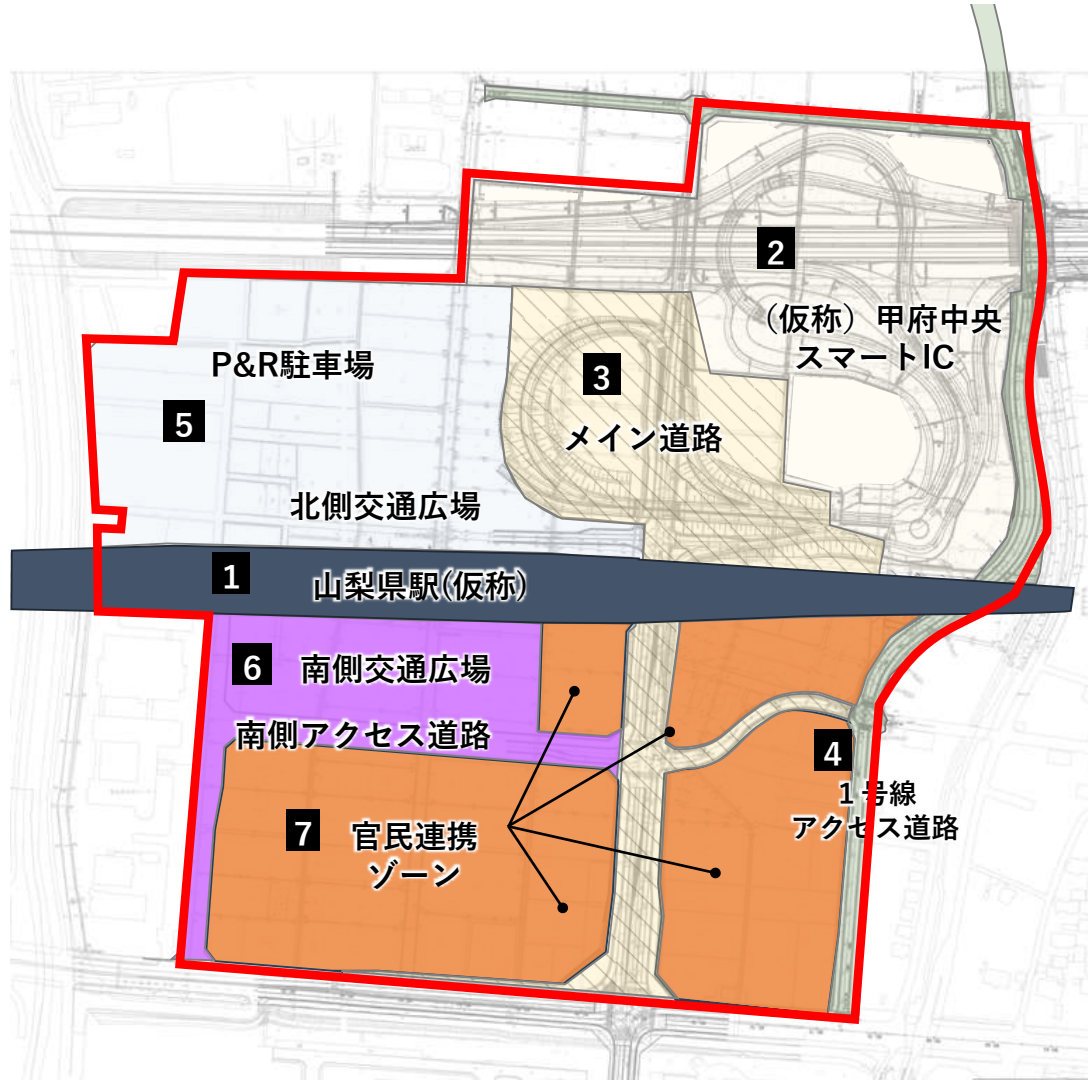 2
（仮称）甲府中央
スマートIC
P&R駐車場
3
5
メイン道路
北側交通広場
1
山梨県駅(仮称)
6
南側交通広場
南側アクセス道路
4
１号線
アクセス道路
7
官民連携
ゾーン